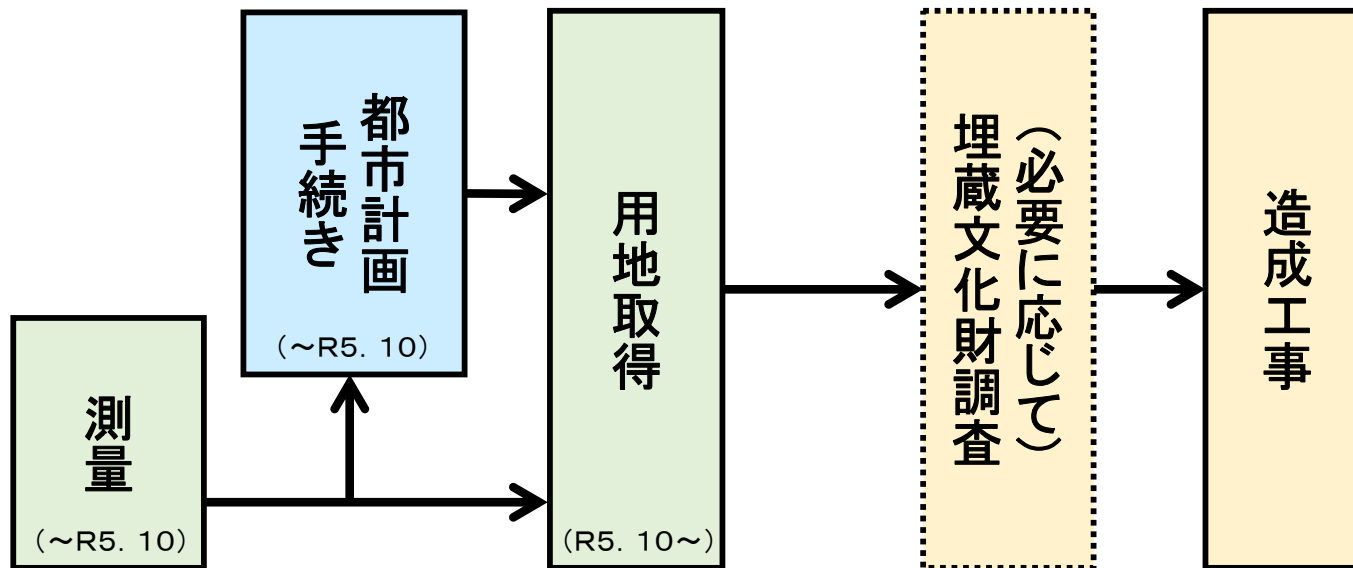 測量
(～R5．10)
都市計画
手続き
(～R5．10)
用地取得
(R5．10～)
(必要に応じて)
埋蔵文化財調査
造成工事